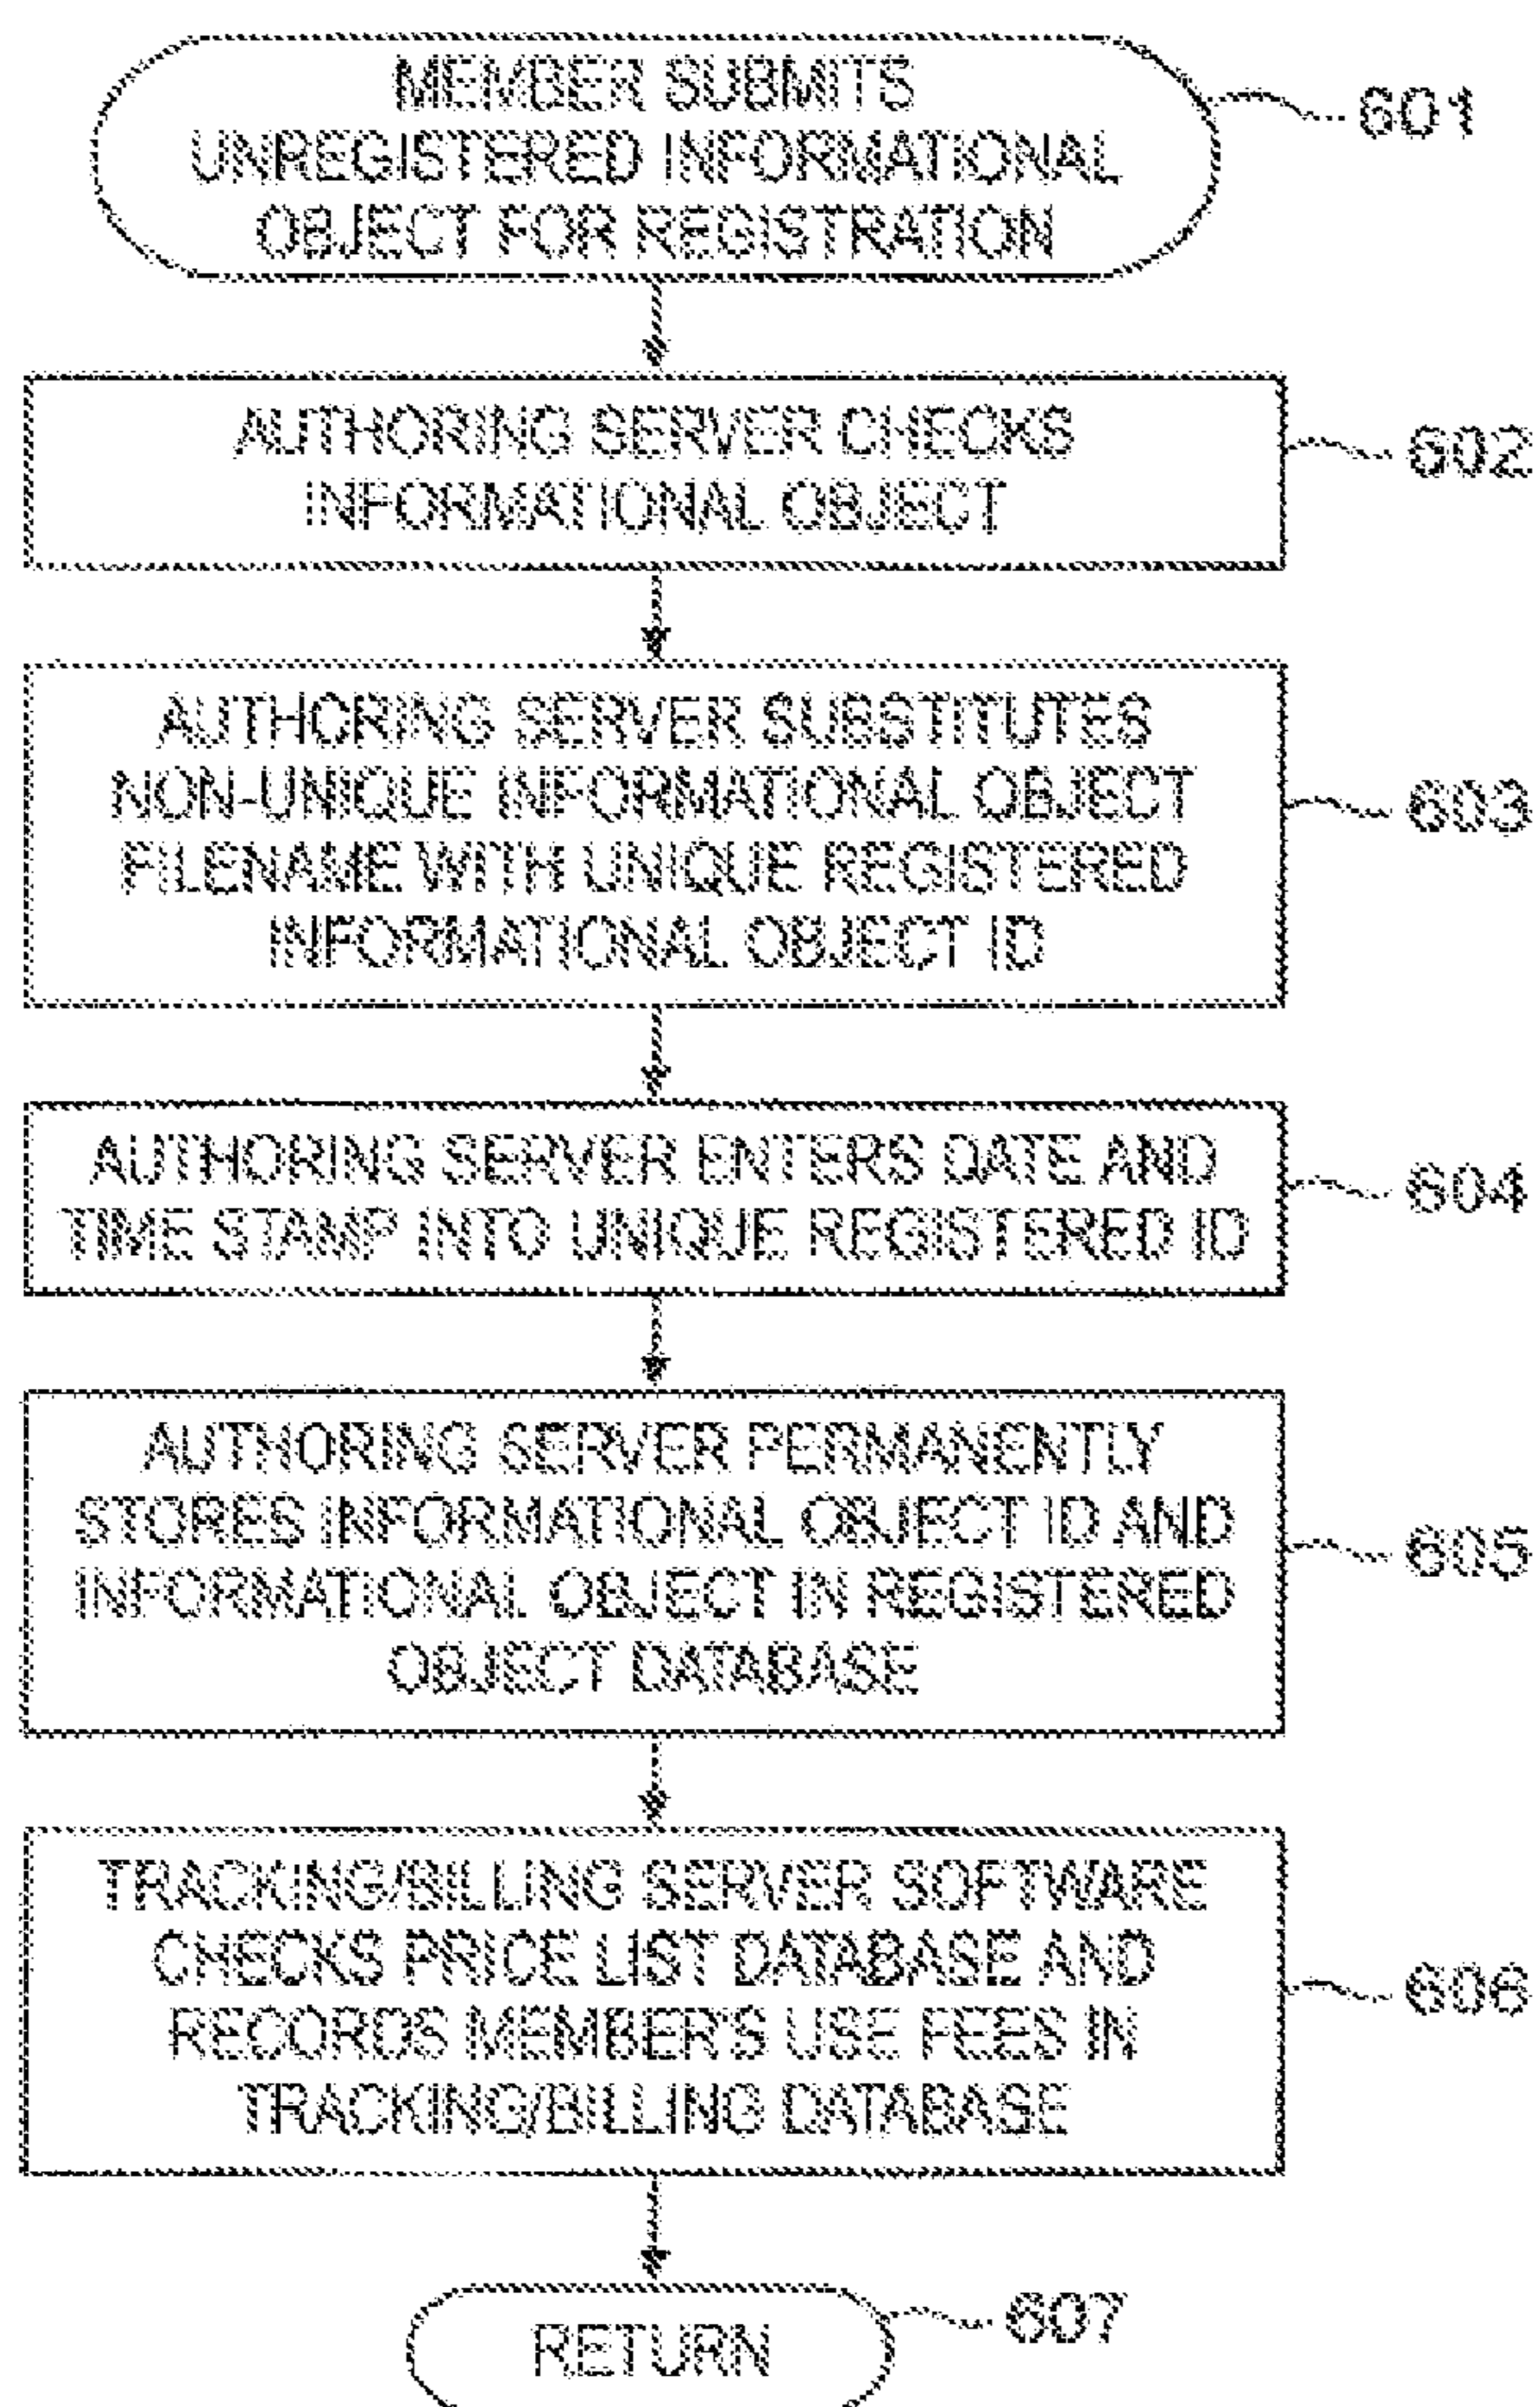 MEMBER SUBMITS
UNREGISTERED INFORMATIONAL
OBJECT FOR REGISTRATION
601
AUTHORING SERVER CHECKS
INFORMATIONAL OBJECT
602
AUTHORING SERVER SUBSTITUTES
NON-UNIQUE INFORMATIONAL OBJECT
FILENAME WITH UNIQUE REGISTERED
INFORMATIONAL OBJECT ID
603
AUTHORING SERVER ENTERS DATE AND
TIME STAMP INTO UNIQUE REGISTERED ID
604
AUTHORING SERVER PERMANENTLY
STORES INFORMATIONAL OBJECT ID AND
INFORMATIONAL OBJECT IN REGISTERED
OBJECT DATABASE
605
TRACKING/BILLING SERVER SOFTWARE
CHECKS PRICE LIST DATABASE AND
RECORDS MEMBER'S USE FEES IN
TRACKING/BILLING DATABASE
606
RETURN
607